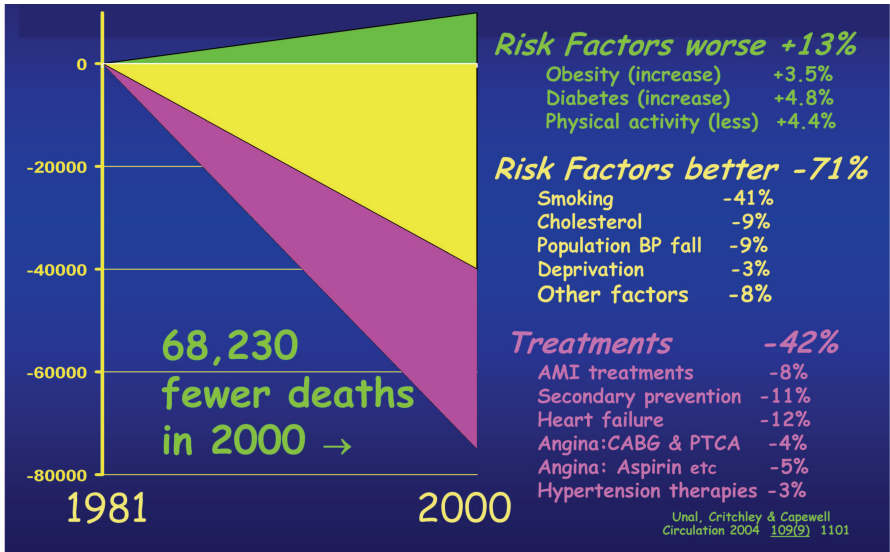 0
-20000
-40000
-60000
-80000
1981
2000
68,230
fewer deaths
in 2000 →
Risk Factors worse +13%
Obesity (increase) +3.5%
Diabetes (increase) +4.8%
Physical activity (less) +4.4%
Risk Factors better -71%
Smoking -41%
Cholesterol -9%
Population BP fall -9%
Deprivation -3%
Other factors -8%
Treatments -42%
AMI treatments -8%
Secondary prevention -11%
Heart failure -12%
Angina:CABG & PTCA -4%
Angina: Aspirin etc -5%
Hypertension therapies -3%
Unal, Critchley & Capewell
Circulation 2004 109(9) 1101